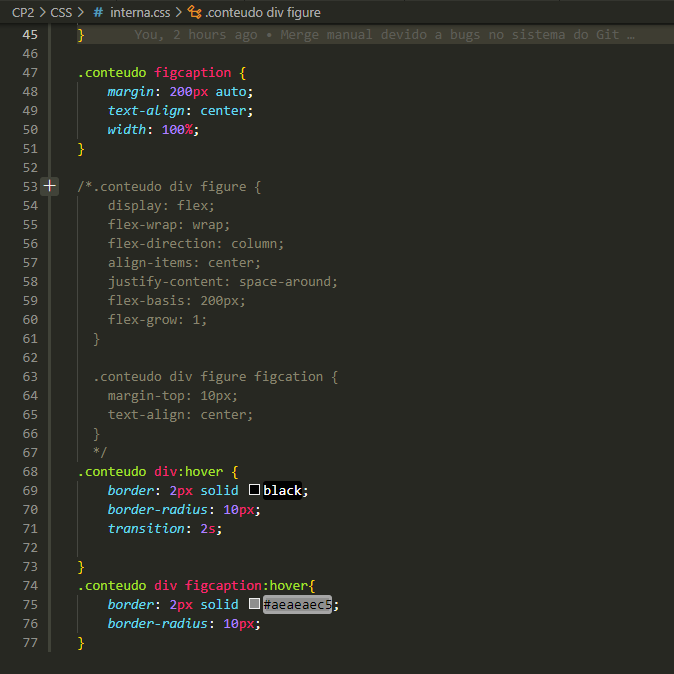 CP2 > CSS > # interna.css > .conteudo div figure
45 } You, 2 hours ago • Merge manual devido a bugs no sistema do Git …
46
47 .conteudo figcaption {
48 margin: 200px auto;
49 text-align: center;
50 width: 100%;
51 }
52
53 /*.conteudo div figure {
54 display: flex;
55 flex-wrap: wrap;
56 flex-direction: column;
57 align-items: center;
58 justify-content: space-around;
59 flex-basis: 200px;
60 flex-grow: 1;
61 }
62
63 .conteudo div figure figcation {
64 margin-top: 10px;
65 text-align: center;
66 }
67 */
68 .conteudo div:hover {
69 border: 2px solid black;
70 border-radius: 10px;
71 transition: 2s;
72
73 }
74 .conteudo div figcaption:hover{
75 border: 2px solid #aeaeaec5;
76 border-radius: 10px;
77 }